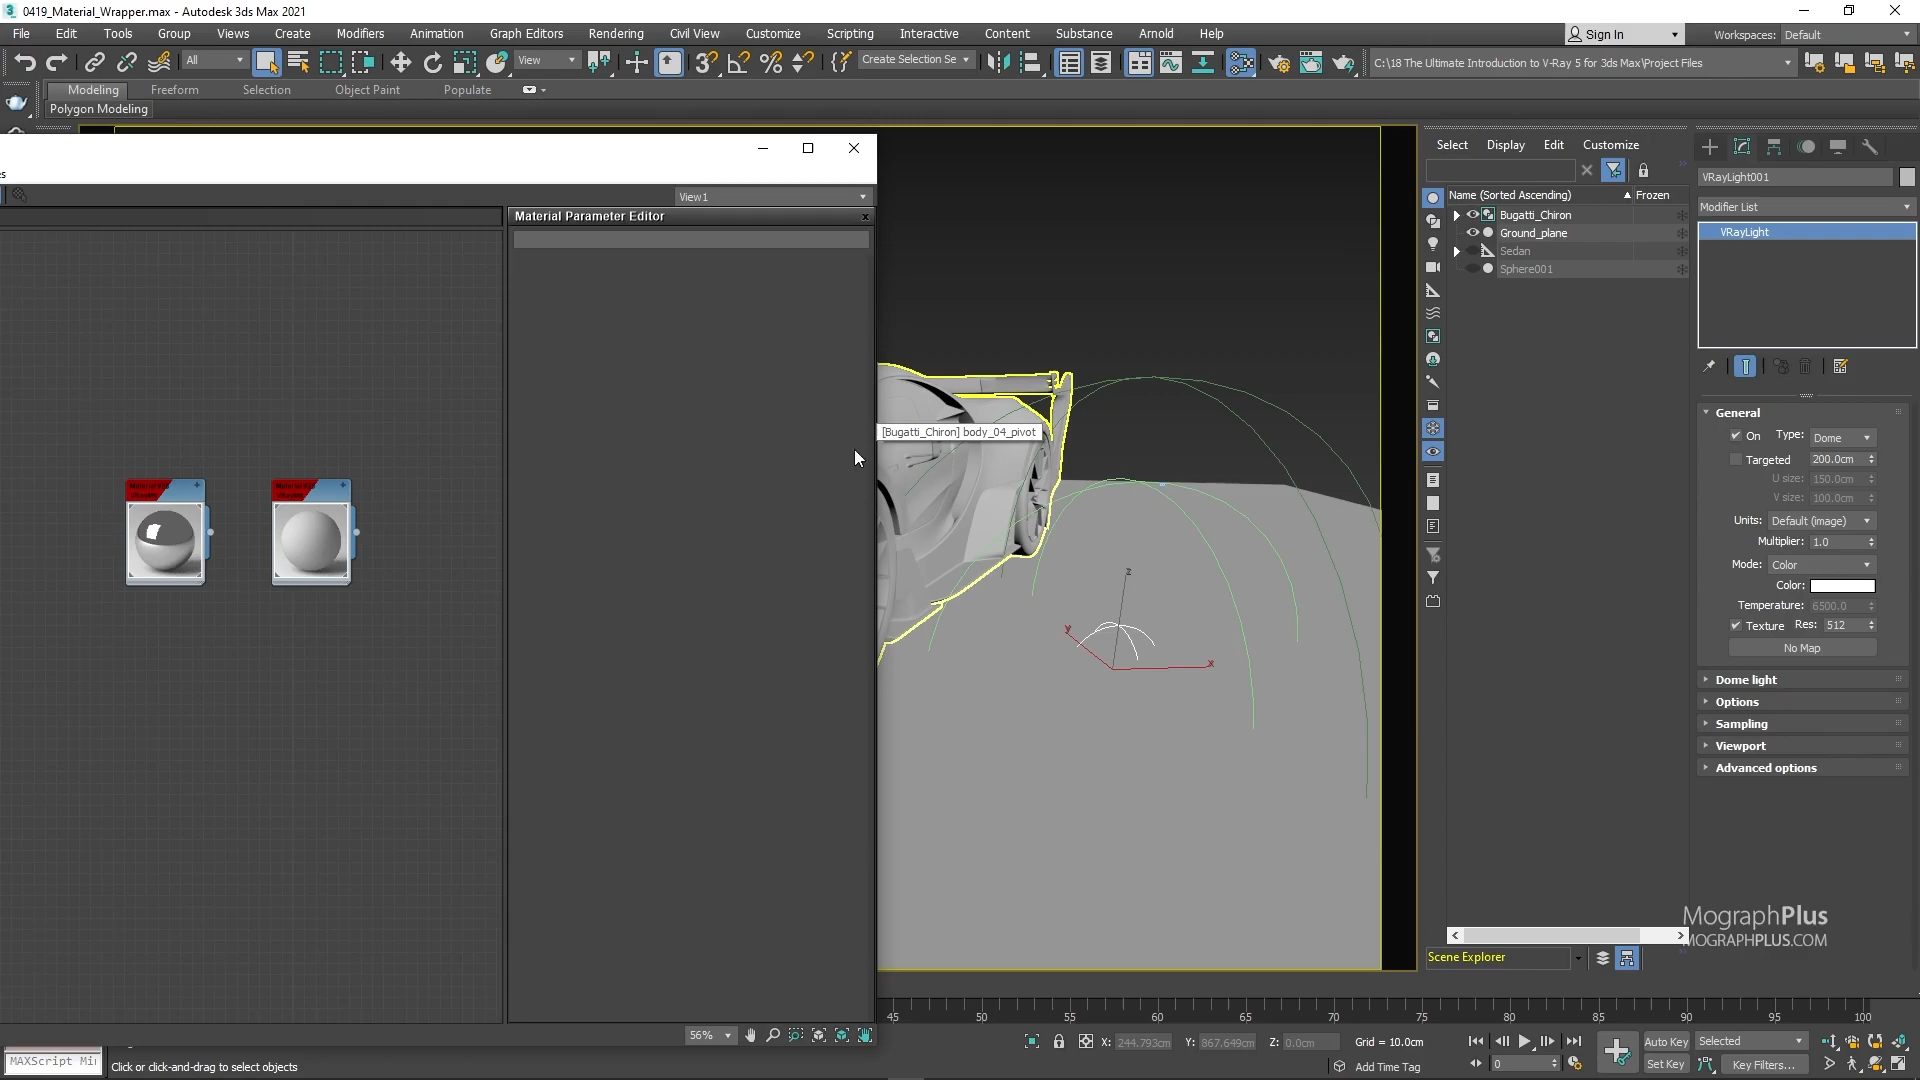 0419_Material_Wrapper.max - Autodesk 3ds Max 2021
File Edit Tools Group Views Create Modifiers Animation Graph Editors Rendering Civil View Customize Scripting Interactive Content Substance Arnold Help
Sign In Workspaces: Default
All View Create Selection Se C:\18 The Ultimate Introduction to V-Ray 5 for 3ds Max\Project Files
Modeling Freeform Selection Object Paint Populate
Polygon Modeling
es
View1
Material Parameter Editor
[Bugatti_Chiron] body_04_pivot
z
y
x
56%
Select Display Edit Customize
Name (Sorted Ascending) Frozen
Bugatti_Chiron
Ground_plane
Sedan
Sphere001
Scene Explorer
VRayLight001
Modifier List
VRayLight
General
On Type: Dome
Targeted 200.0cm
U size: 150.0cm
V size: 100.0cm
Units: Default (image)
Multiplier: 1.0
Mode: Color
Color:
Temperature: 6500.0
Texture Res: 512
No Map
Dome light
Options
Sampling
Viewport
Advanced options
MographPlus
MOGRAPHPLUS.COM
45 50 55 60 65 70 75 80 85 90 95 100
X: 244.793cm Y: 867.649cm Z: 0.0cm Grid = 10.0cm Auto Key Selected
MAXScript Mi Click or click-and-drag to select objects Add Time Tag 0 Set Key Key Filters...